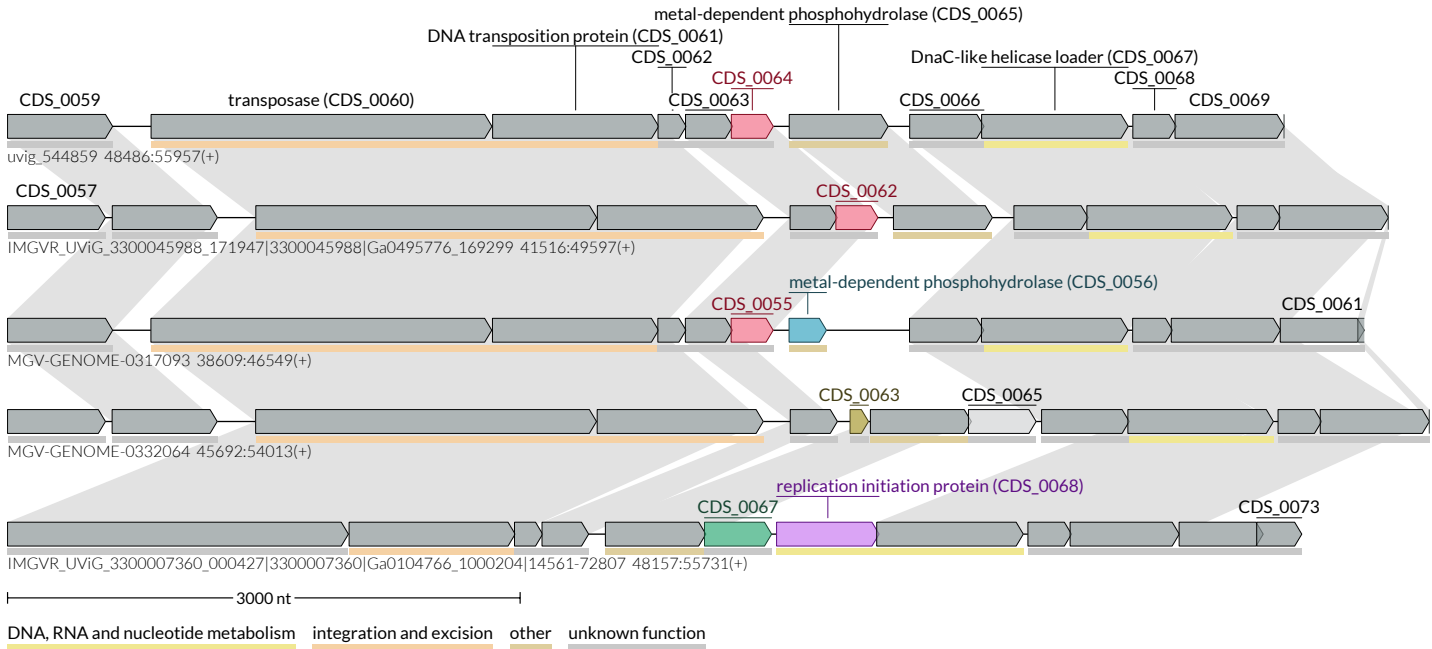 metal-dependent phosphohydrolase (CDS_0065)
DNA transposition protein (CDS_0061)
CDS_0062
DnaC-like helicase loader (CDS_0067)
CDS_0064
CDS_0068
CDS_0059
transposase (CDS_0060)
CDS_0063
CDS_0066
CDS_0069
uvig_544859 48486:55957(+)
CDS_0057
CDS_0062
IMGVR_UViG_3300045988_171947|3300045988|Ga0495776_169299 41516:49597(+)
metal-dependent phosphohydrolase (CDS_0056)
CDS_0055
CDS_0061
MGV-GENOME-0317093 38609:46549(+)
CDS_0063
CDS_0065
MGV-GENOME-0332064 45692:54013(+)
replication initiation protein (CDS_0068)
CDS_0067
CDS_0073
IMGVR_UViG_3300007360_000427|3300007360|Ga0104766_1000204|14561-72807 48157:55731(+)
3000 nt
DNA, RNA and nucleotide metabolism
integration and excision
other
unknown function